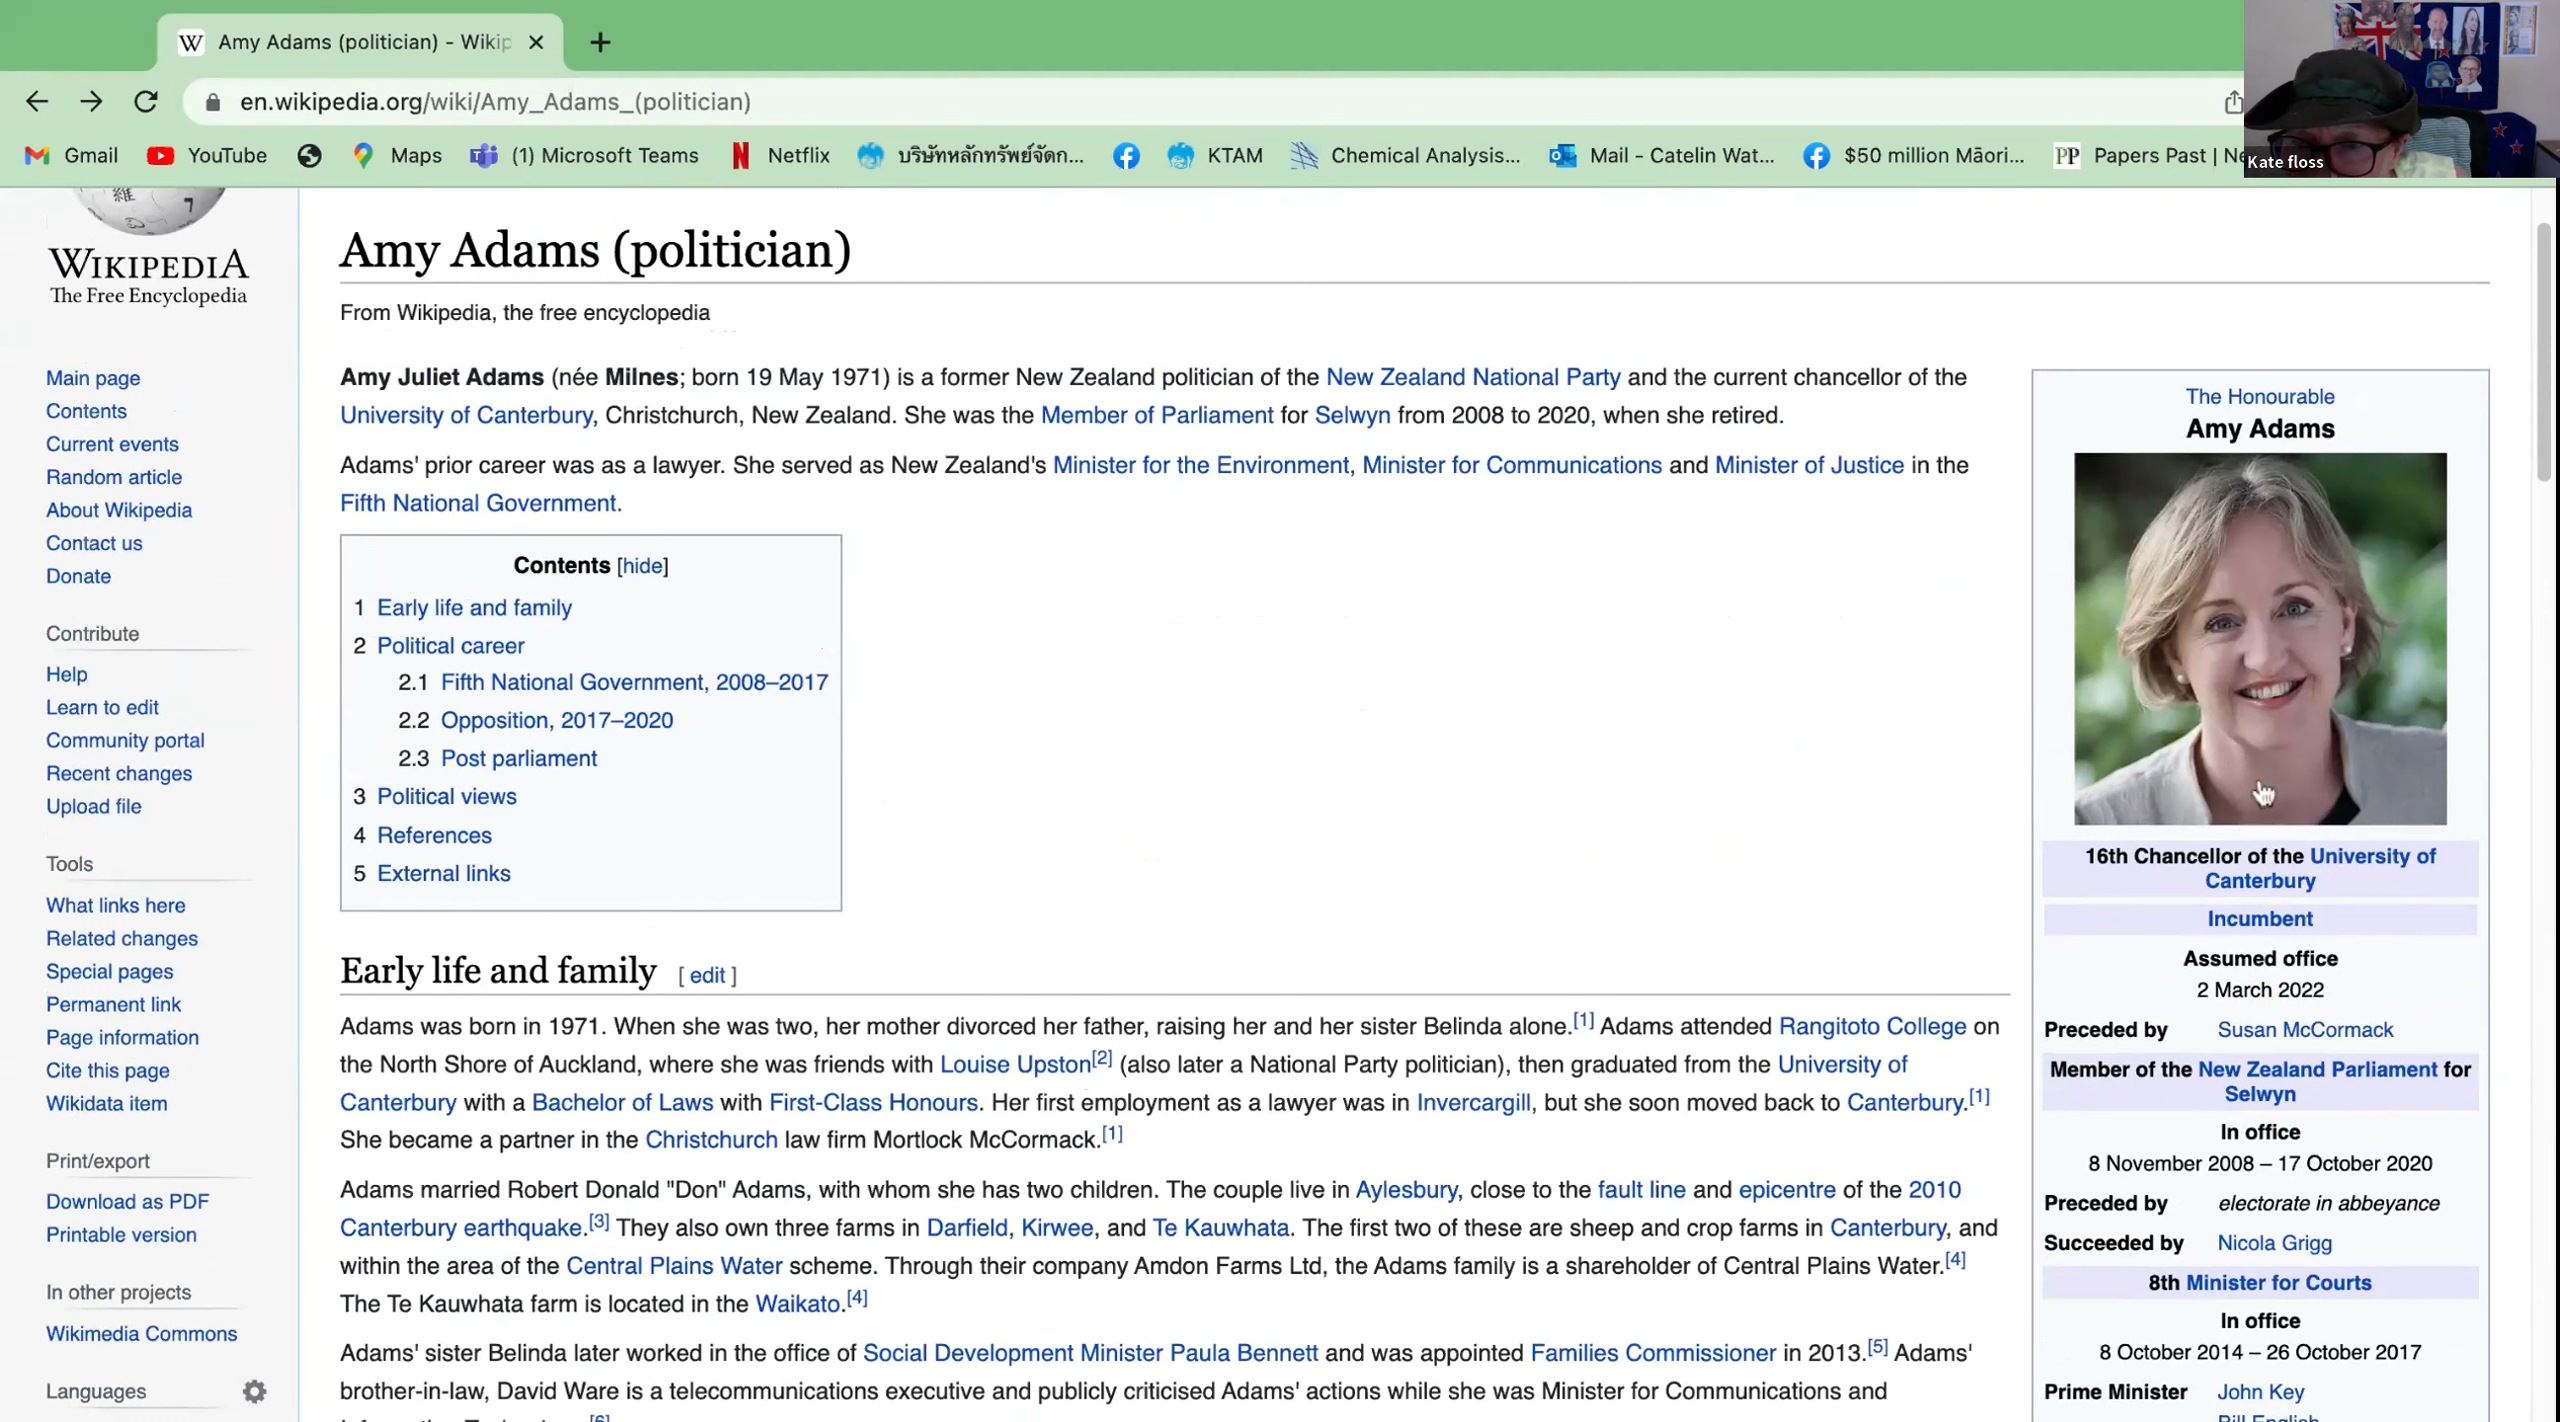 Amy Adams (politician) - Wikip
en.wikipedia.org/wiki/Amy_Adams_(politician)
Gmail YouTube Maps (1) Microsoft Teams Netflix บริษัทหลักทรัพย์จัดก... KTAM Chemical Analysis... Mail - Catelin Wat... $50 million Māori... Papers Past | Ne
Kate floss
WIKIPEDIA
The Free Encyclopedia
Main page
Contents
Current events
Random article
About Wikipedia
Contact us
Donate
Contribute
Help
Learn to edit
Community portal
Recent changes
Upload file
Tools
What links here
Related changes
Special pages
Permanent link
Page information
Cite this page
Wikidata item
Print/export
Download as PDF
Printable version
In other projects
Wikimedia Commons
Languages
Amy Adams (politician)
From Wikipedia, the free encyclopedia
Amy Juliet Adams (née Milnes; born 19 May 1971) is a former New Zealand politician of the New Zealand National Party and the current chancellor of the
University of Canterbury, Christchurch, New Zealand. She was the Member of Parliament for Selwyn from 2008 to 2020, when she retired.
Adams' prior career was as a lawyer. She served as New Zealand's Minister for the Environment, Minister for Communications and Minister of Justice in the
Fifth National Government.
Contents [hide]
1 Early life and family
2 Political career
2.1 Fifth National Government, 2008–2017
2.2 Opposition, 2017–2020
2.3 Post parliament
3 Political views
4 References
5 External links
Early life and family [ edit ]
Adams was born in 1971. When she was two, her mother divorced her father, raising her and her sister Belinda alone.[1] Adams attended Rangitoto College on
the North Shore of Auckland, where she was friends with Louise Upston[2] (also later a National Party politician), then graduated from the University of
Canterbury with a Bachelor of Laws with First-Class Honours. Her first employment as a lawyer was in Invercargill, but she soon moved back to Canterbury.[1]
She became a partner in the Christchurch law firm Mortlock McCormack.[1]
Adams married Robert Donald "Don" Adams, with whom she has two children. The couple live in Aylesbury, close to the fault line and epicentre of the 2010
Canterbury earthquake.[3] They also own three farms in Darfield, Kirwee, and Te Kauwhata. The first two of these are sheep and crop farms in Canterbury, and
within the area of the Central Plains Water scheme. Through their company Amdon Farms Ltd, the Adams family is a shareholder of Central Plains Water.[4]
The Te Kauwhata farm is located in the Waikato.[4]
Adams' sister Belinda later worked in the office of Social Development Minister Paula Bennett and was appointed Families Commissioner in 2013.[5] Adams'
brother-in-law, David Ware is a telecommunications executive and publicly criticised Adams' actions while she was Minister for Communications and
[6]
The Honourable
Amy Adams
16th Chancellor of the University of
Canterbury
Incumbent
Assumed office
2 March 2022
Preceded by Susan McCormack
Member of the New Zealand Parliament for
Selwyn
In office
8 November 2008 – 17 October 2020
Preceded by electorate in abbeyance
Succeeded by Nicola Grigg
8th Minister for Courts
In office
8 October 2014 – 26 October 2017
Prime Minister John Key
Bill English